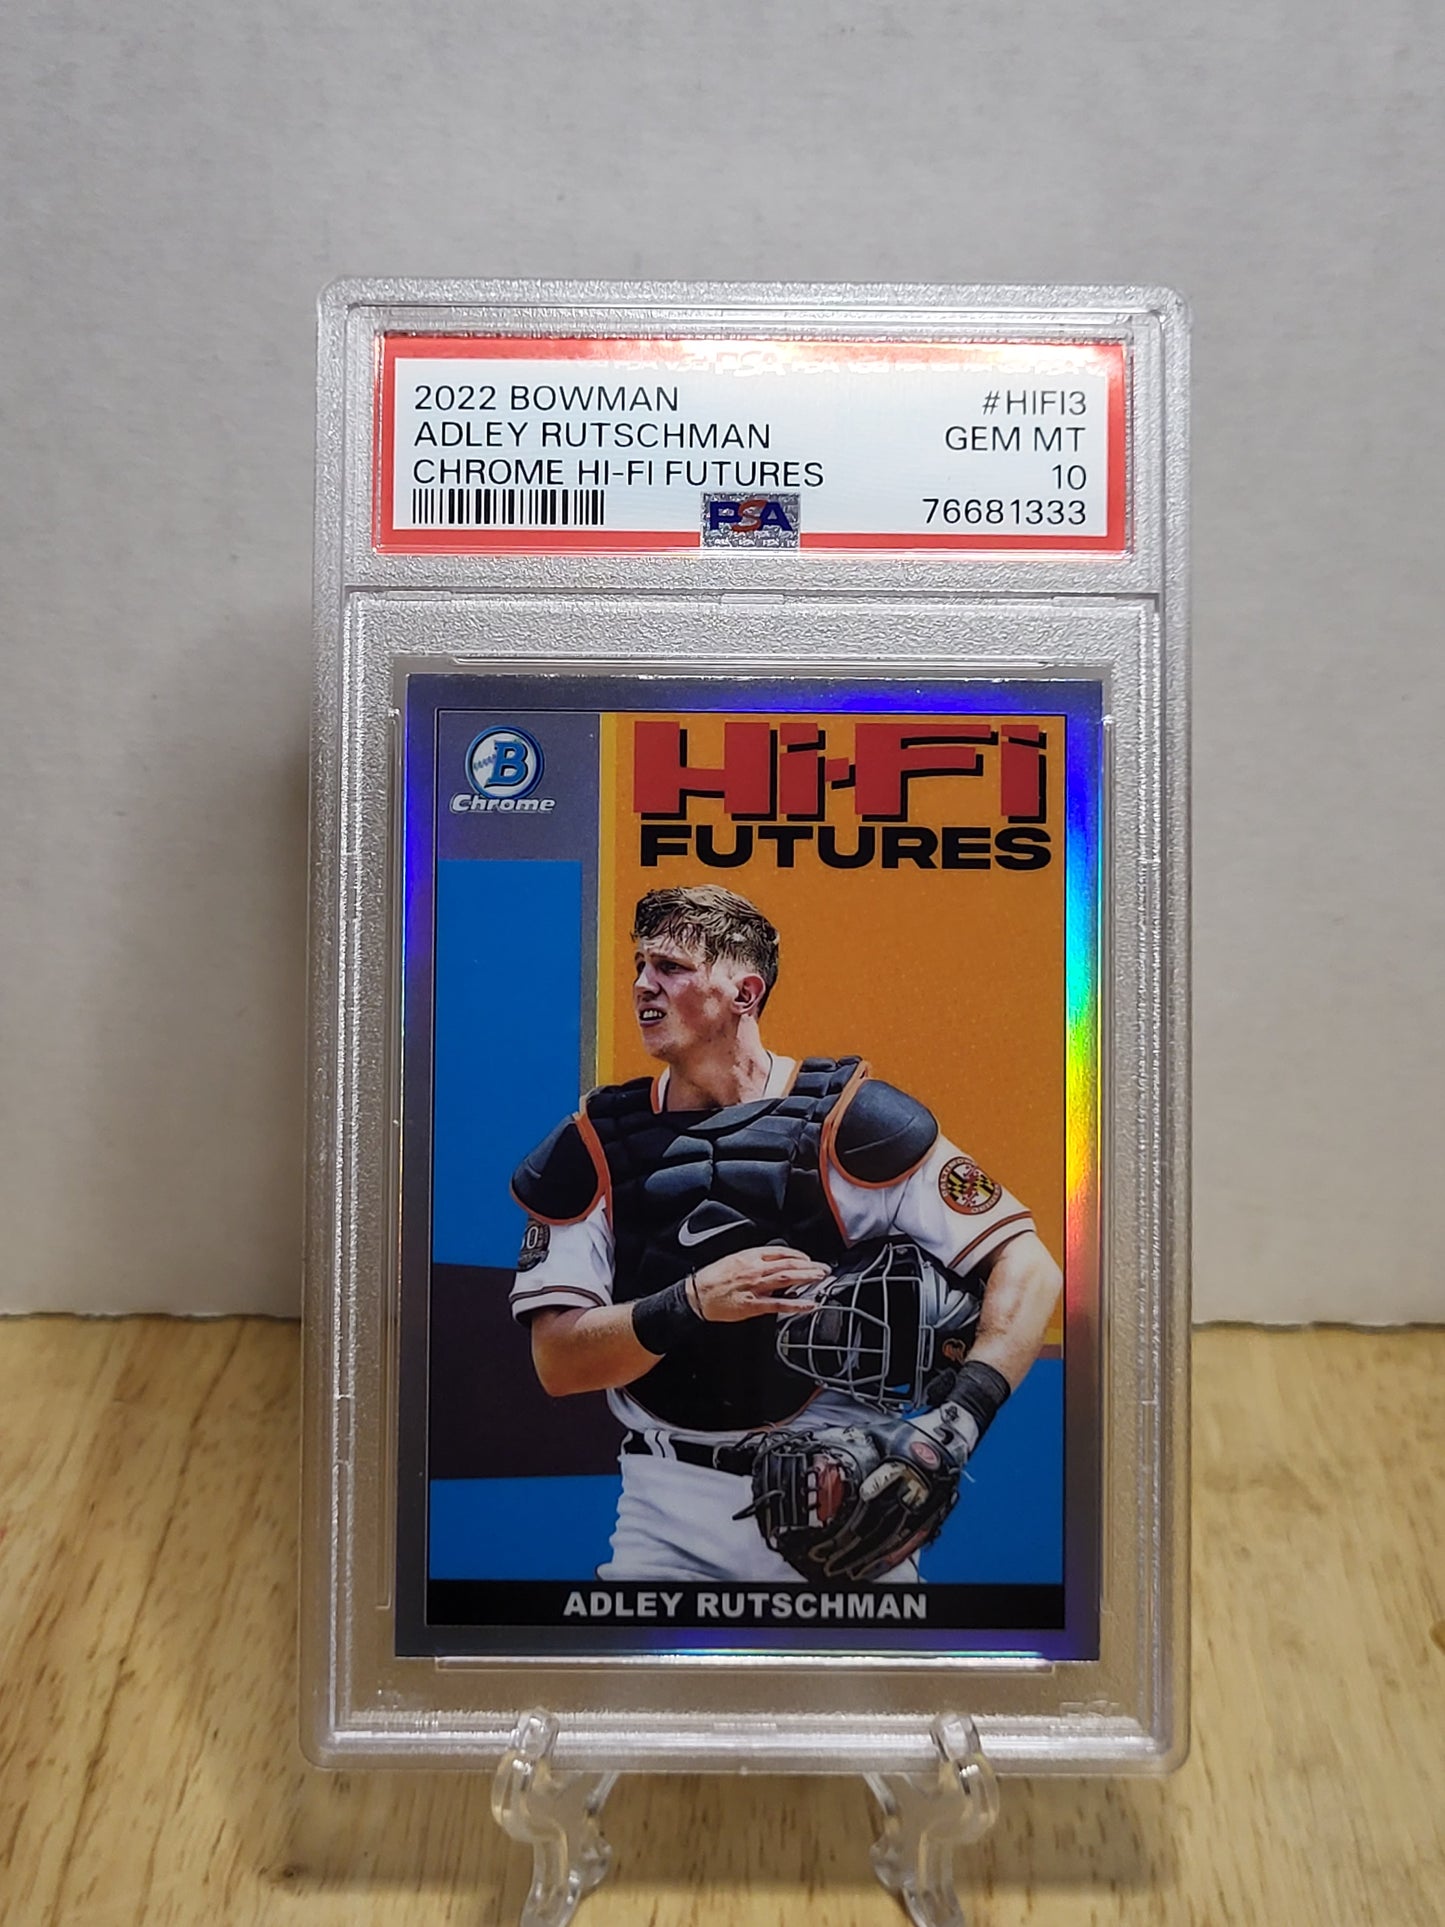 2022 BOWMAN #HIFI3
ADLEY RUTSCHMAN GEM MT
CHROME HI-FI FUTURES 10
PSA 76681333
B
Chrome
Hi-Fi
FUTURES
ADLEY RUTSCHMAN